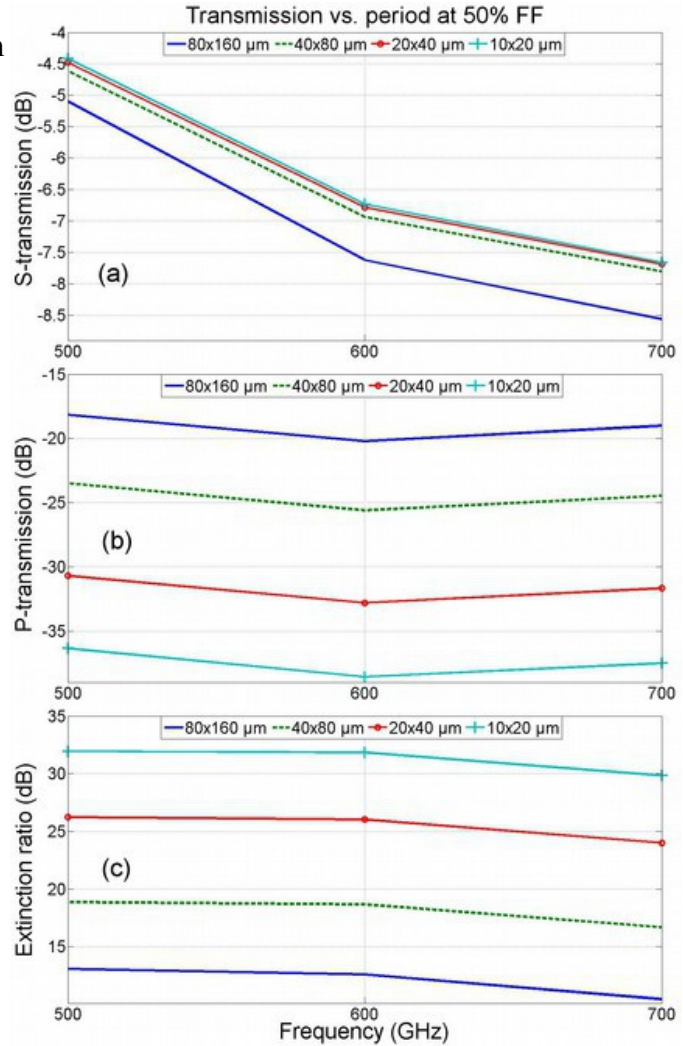 Transmission vs. period at 50% FF
n
80x160 µm 40x80 µm 20x40 µm 10x20 µm
-4
-4.5
-5
-5.5
-6
-6.5
-7
-7.5
-8
-8.5
S-transmission (dB)
(a)
500 600 700
80x160 µm 40x80 µm 20x40 µm 10x20 µm
-15
-20
-25
-30
-35
P-transmission (dB)
(b)
500 600 700
80x160 µm 40x80 µm 20x40 µm 10x20 µm
35
30
25
20
15
Extinction ratio (dB)
(c)
500 600 700
Frequency (GHz)